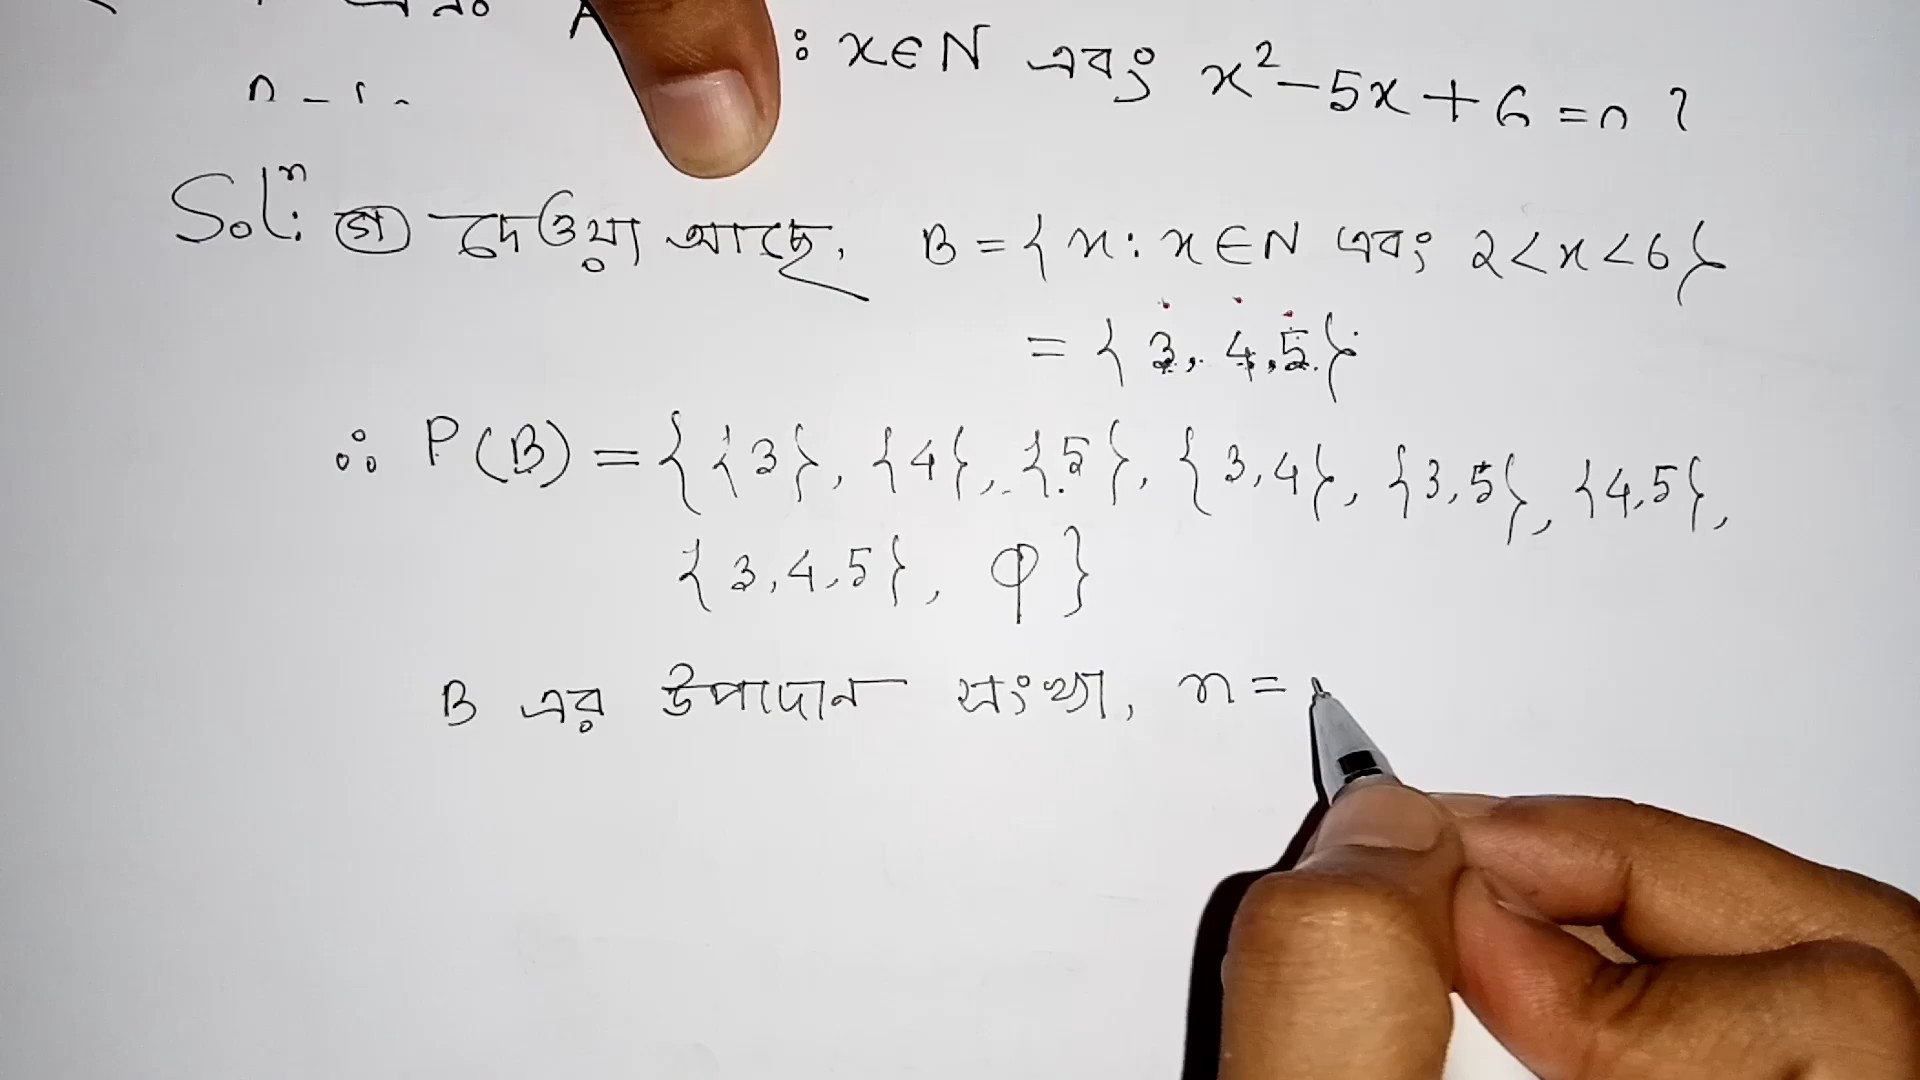 : x∈N এবং x²-5x+6=0
Solⁿ: গ দেওয়া আছে, B={x: x∈N এবং 2<x<6}
= {3, 4, 5}
∴ P(B) = {{3}, {4}, {5}, {3,4}, {3,5}, {4,5},
{3,4,5}, φ}
B এর উপাদান সংখ্যা, n=